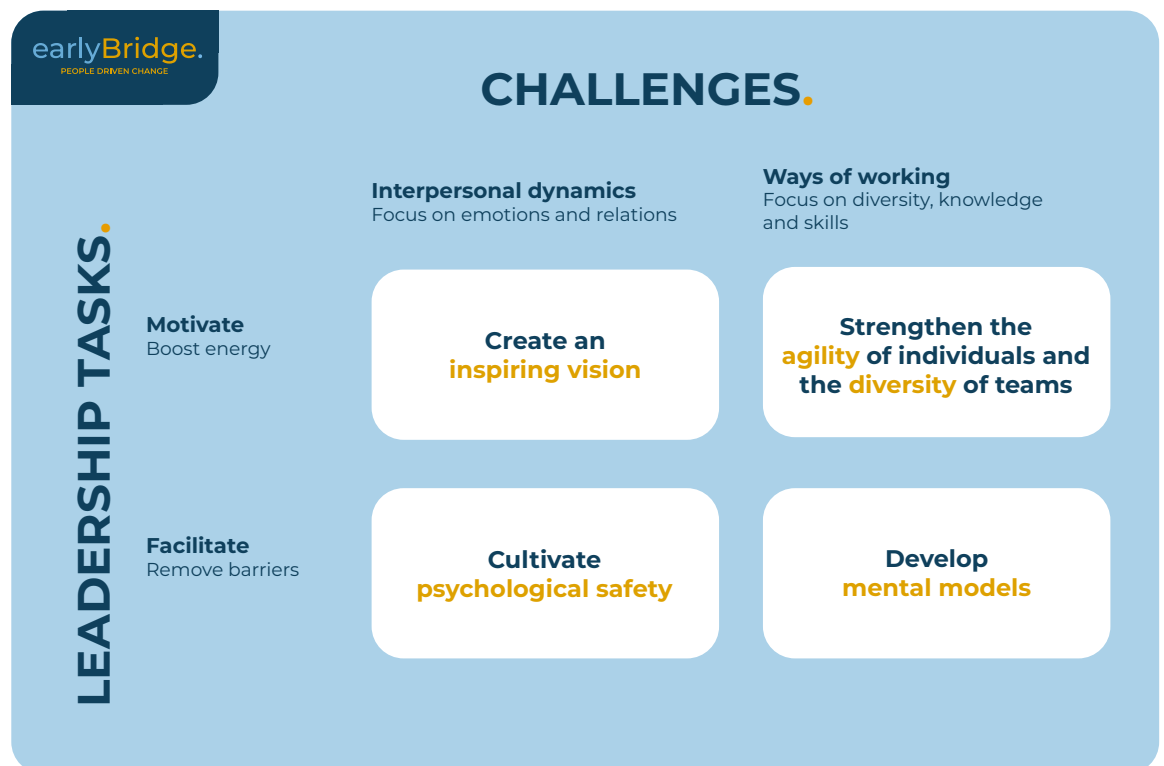 earlyBridge.
PEOPLE DRIVEN CHANGE
CHALLENGES.
Interpersonal dynamics
Focus on emotions and relations
Ways of working
Focus on diversity, knowledge
and skills
LEADERSHIP TASKS.
Motivate
Boost energy
Create an
inspiring vision
Strengthen the
agility of individuals and
the diversity of teams
Facilitate
Remove barriers
Cultivate
psychological safety
Develop
mental models